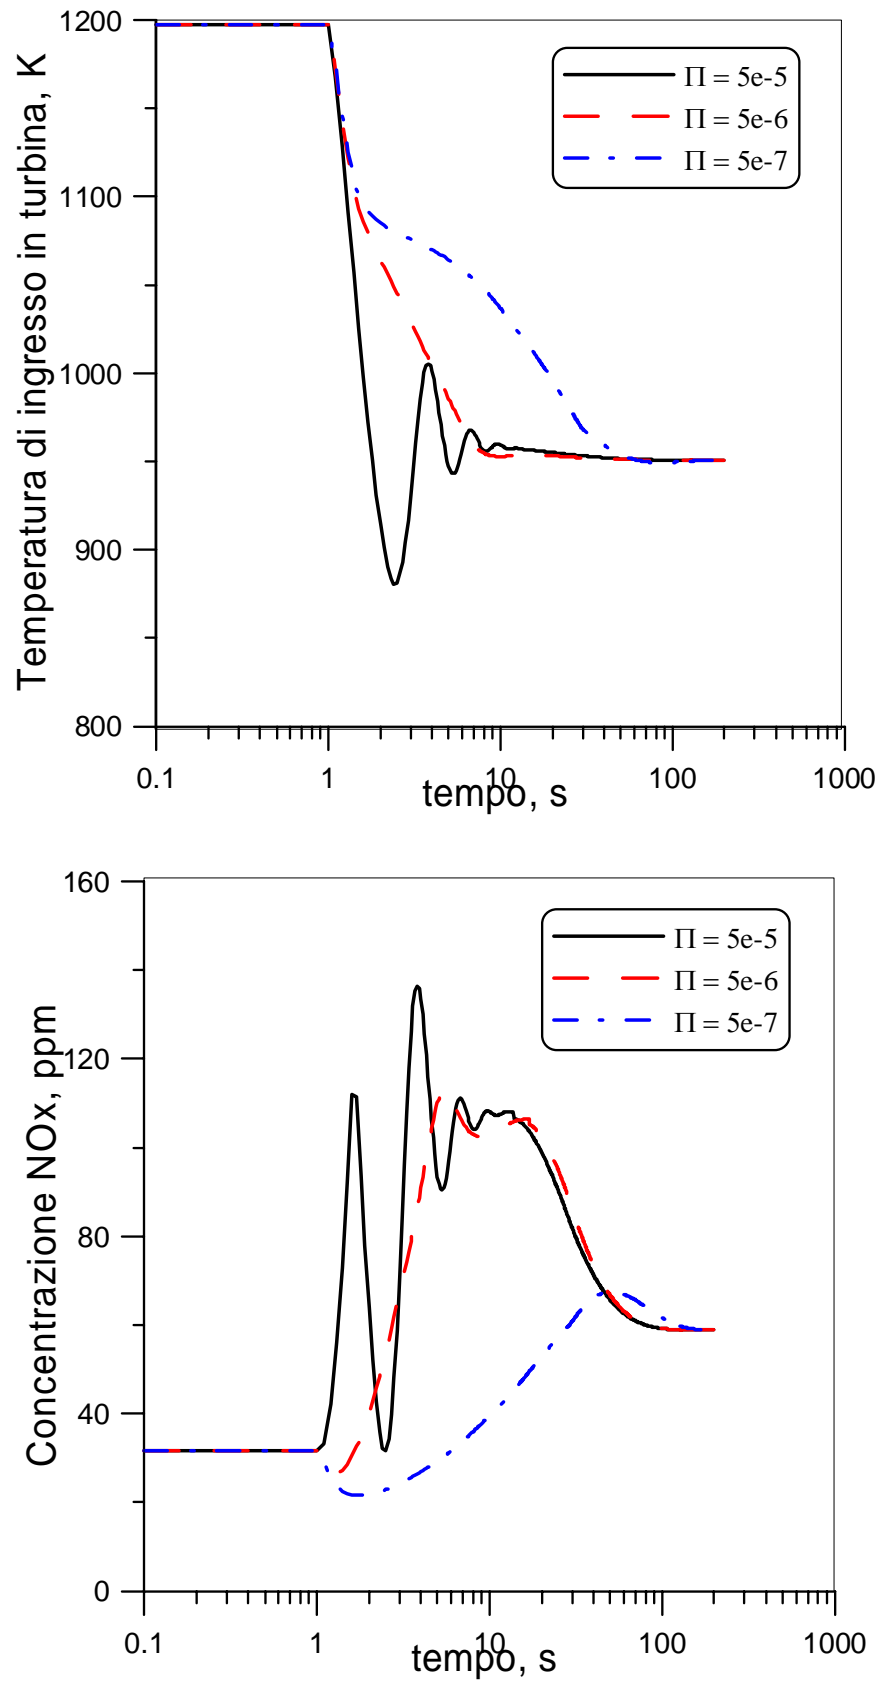 Temperatura di ingresso in turbina, K
1200
1100
1000
900
800
Π = 5e-5
Π = 5e-6
Π = 5e-7
0.1 1 10 100 1000
tempo, s
Concentrazione NOx, ppm
160
120
80
40
0
Π = 5e-5
Π = 5e-6
Π = 5e-7
0.1 1 10 100 1000
tempo, s